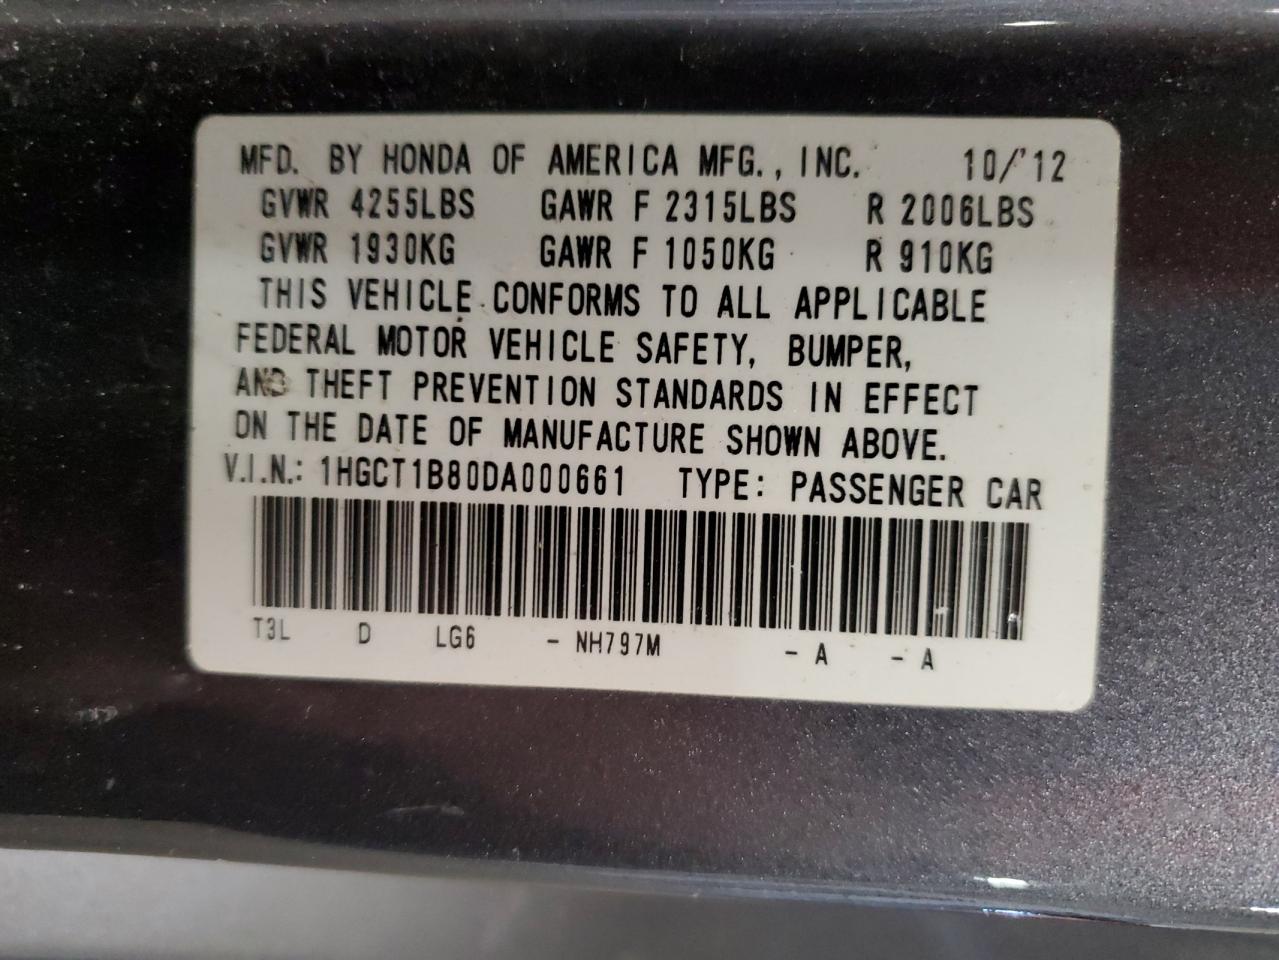 MFD. BY HONDA OF AMERICA MFG., INC. 10/'12
GVWR 4255LBS GAWR F 2315LBS R 2006LBS
GVWR 1930KG GAWR F 1050KG R 910KG
THIS VEHICLE CONFORMS TO ALL APPLICABLE
FEDERAL MOTOR VEHICLE SAFETY, BUMPER,
AND THEFT PREVENTION STANDARDS IN EFFECT
ON THE DATE OF MANUFACTURE SHOWN ABOVE.
V.I.N.: 1HGCT1B80DA000661 TYPE: PASSENGER CAR
T3L D LG6 - NH797M - A - A